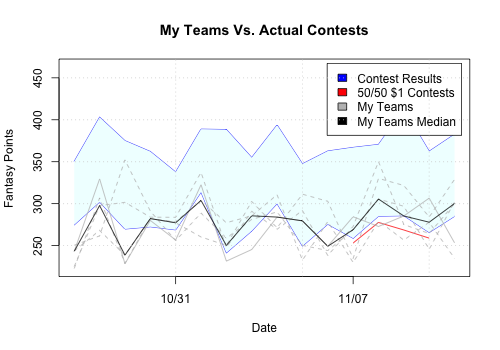 My Teams Vs. Actual Contests
Fantasy Points
450
400
350
300
250
Contest Results
50/50 $1 Contests
My Teams
My Teams Median
10/31
11/07
Date